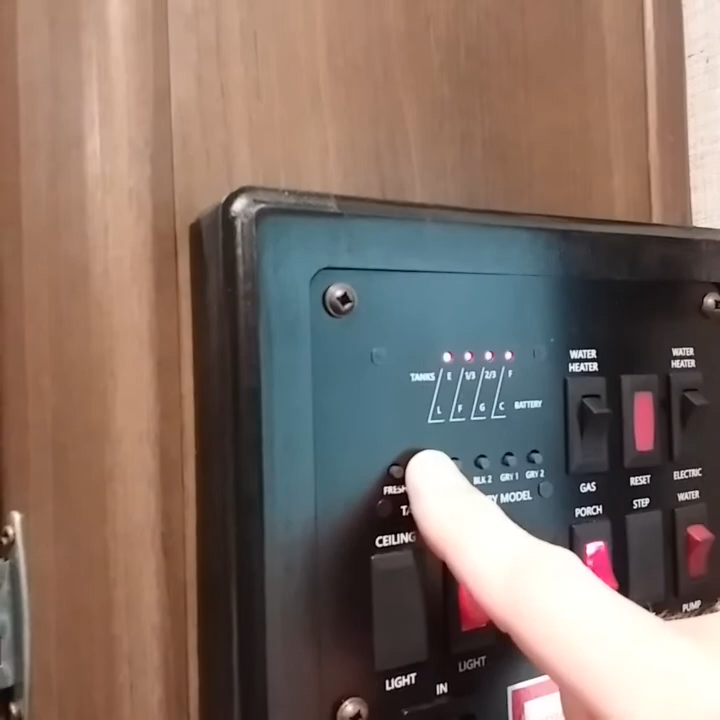 WATER HEATER
WATER HEATER
TANKS E 1/3 2/3 F
L F G C BATTERY
BLK 2 GRY 1 GRY 2
GAS
RESET
ELECTRIC
PORCH
STEP
WATER
CEILING
PUMP
LIGHT
LIGHT
IN
MODEL